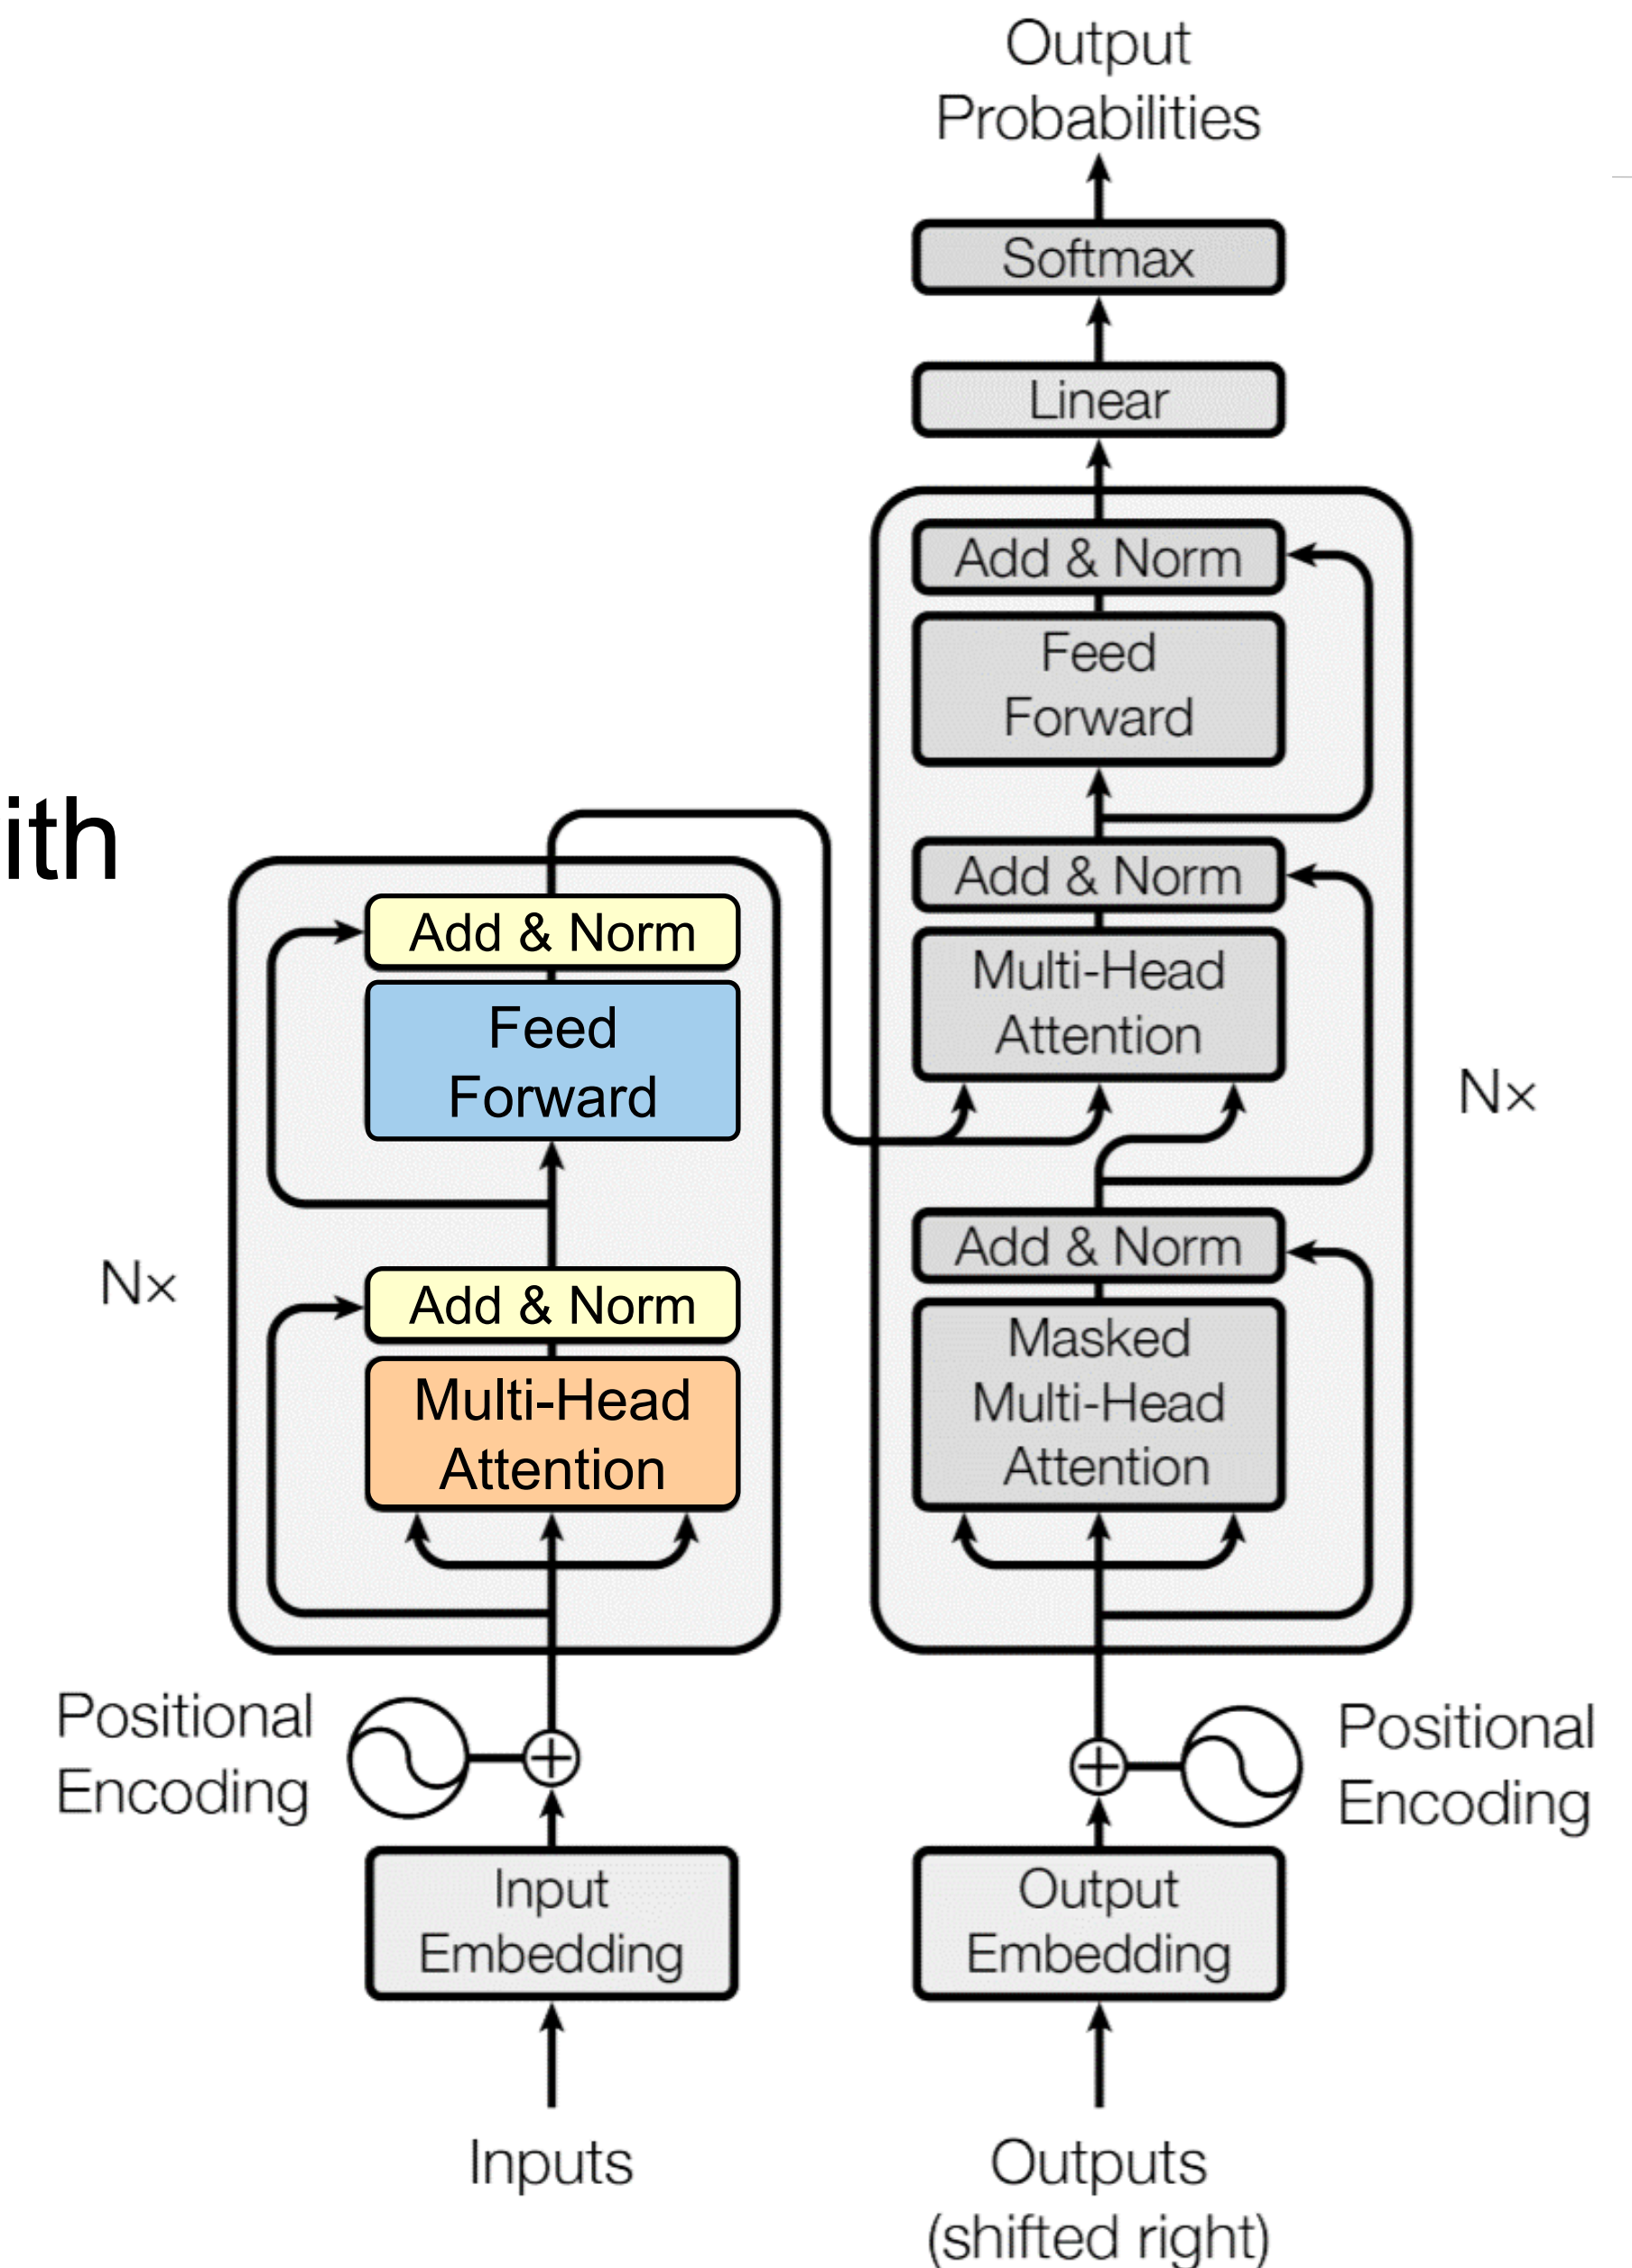 Output
Probabilities
Softmax
Linear
Add & Norm
Feed
Forward
Add & Norm
Multi-Head
Attention
Nx
Add & Norm
Masked
Multi-Head
Attention
Positional
Encoding
Output
Embedding
Outputs
(shifted right)
ith
Add & Norm
Feed
Forward
Nx
Add & Norm
Multi-Head
Attention
Positional
Encoding
Input
Embedding
Inputs